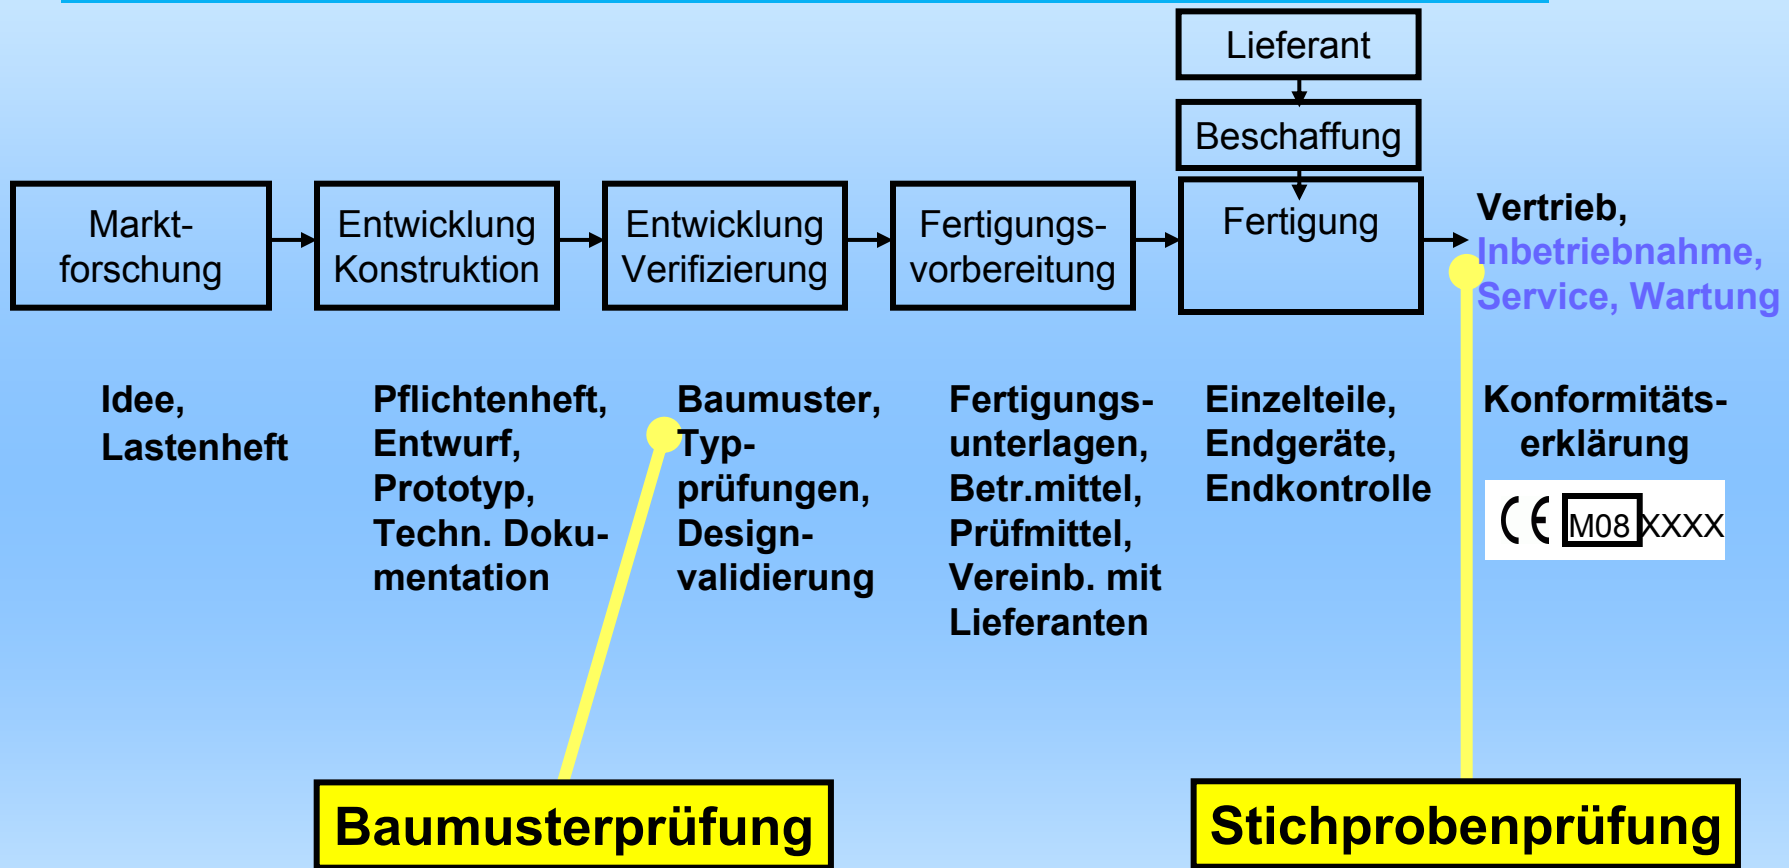 Lieferant
Beschaffung
Markt-
forschung
Entwicklung
Konstruktion
Entwicklung
Verifizierung
Fertigungs-
vorbereitung
Fertigung
Vertrieb,
Inbetriebnahme,
Service, Wartung
Idee,
Lastenheft
Pflichtenheft,
Entwurf,
Prototyp,
Techn. Doku-
mentation
Baumuster,
Typ-
prüfungen,
Design-
validierung
Fertigungs-
unterlagen,
Betr.mittel,
Prüfmittel,
Vereinb. mit
Lieferanten
Einzelteile,
Endgeräte,
Endkontrolle
Konformitäts-
erklärung
CE M08 XXXX
Baumusterprüfung
Stichprobenprüfung